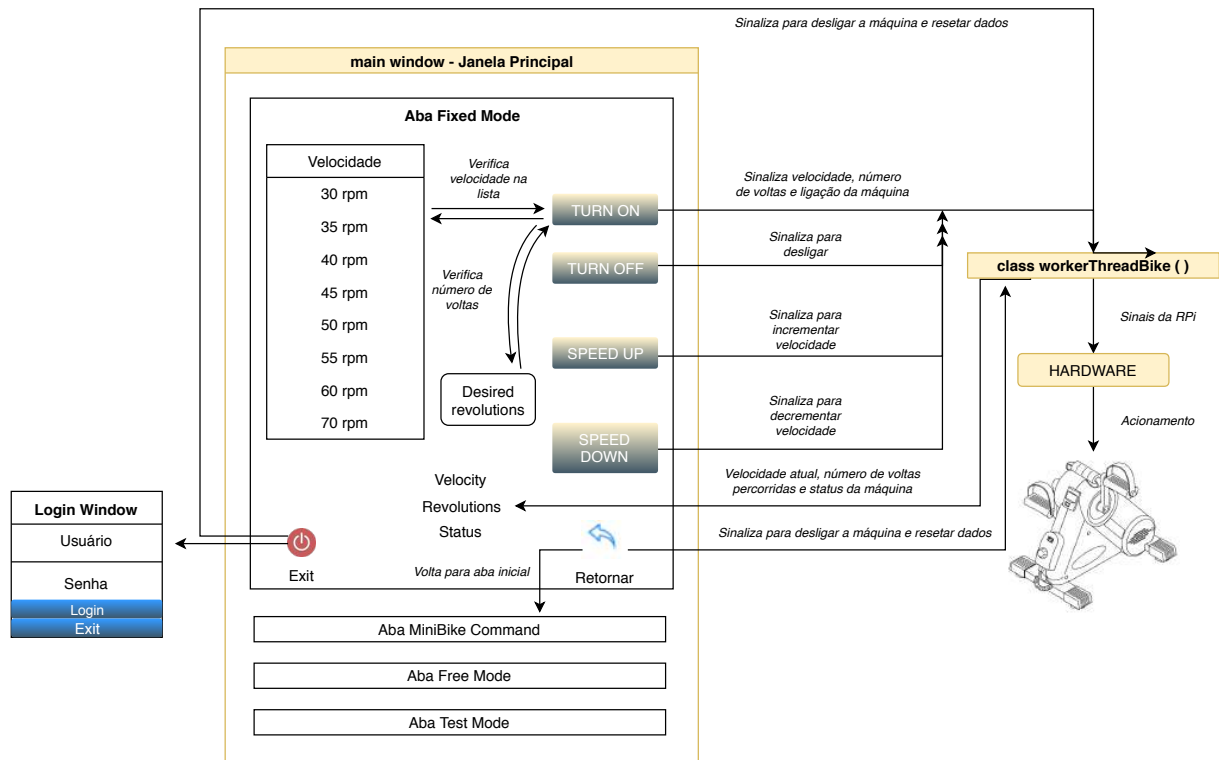 Sinaliza para desligar a máquina e resetar dados
main window - Janela Principal
Aba Fixed Mode
Velocidade
30 rpm
35 rpm
40 rpm
45 rpm
50 rpm
55 rpm
60 rpm
70 rpm
Verifica
velocidade na
lista
Verifica
número de
voltas
Desired
revolutions
TURN ON
TURN OFF
SPEED UP
SPEED
DOWN
Sinaliza velocidade, número
de voltas e ligação da máquina
Sinaliza para
desligar
Sinaliza para
incrementar
velocidade
Sinaliza para
decrementar
velocidade
class workerThreadBike ( )
Sinais da RPi
HARDWARE
Acionamento
Velocity
Revolutions
Status
Velocidade atual, número de voltas
percorridas e status da máquina
Sinaliza para desligar a máquina e resetar dados
Login Window
Usuário
Senha
Login
Exit
Exit
Volta para aba inicial
Retornar
Aba MiniBike Command
Aba Free Mode
Aba Test Mode